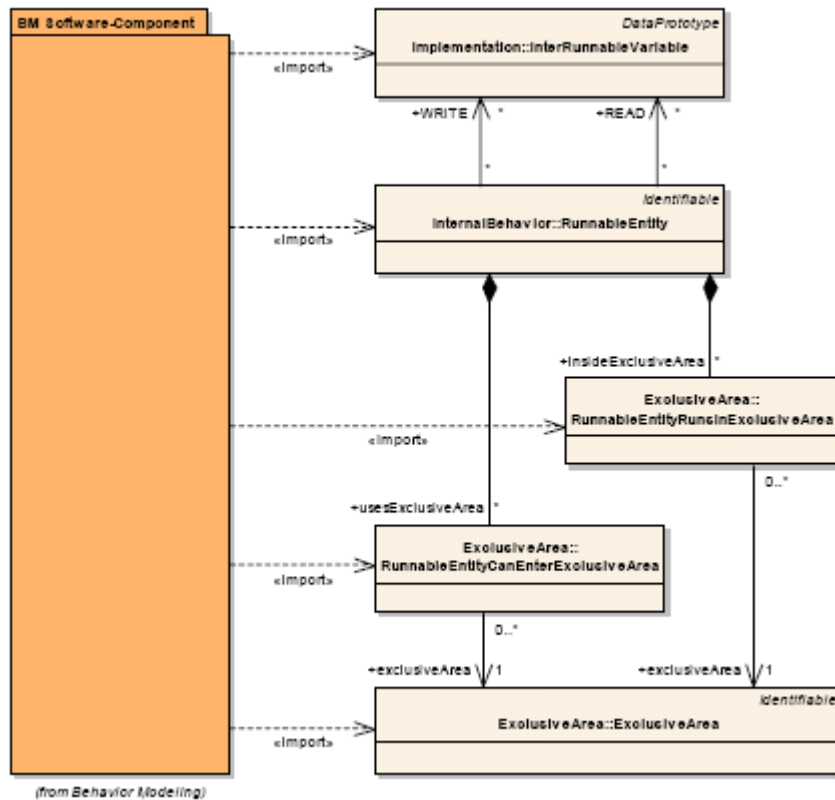 BM Software-Component
DataPrototype
Implementation::InterRunnableVariable
«Import»
+WRITE *
+READ *
*
*
Identifiable
InternalBehavior::RunnableEntity
«Import»
+insideExclusiveArea *
ExclusiveArea::
RunnableEntityRunsInExclusiveArea
«Import»
0..*
+usesExclusiveArea *
ExclusiveArea::
RunnableEntityCanEnterExclusiveArea
«Import»
0..*
+exclusiveArea 1
+exclusiveArea 1
Identifiable
ExclusiveArea::ExclusiveArea
«Import»
(from Behavior Modeling)